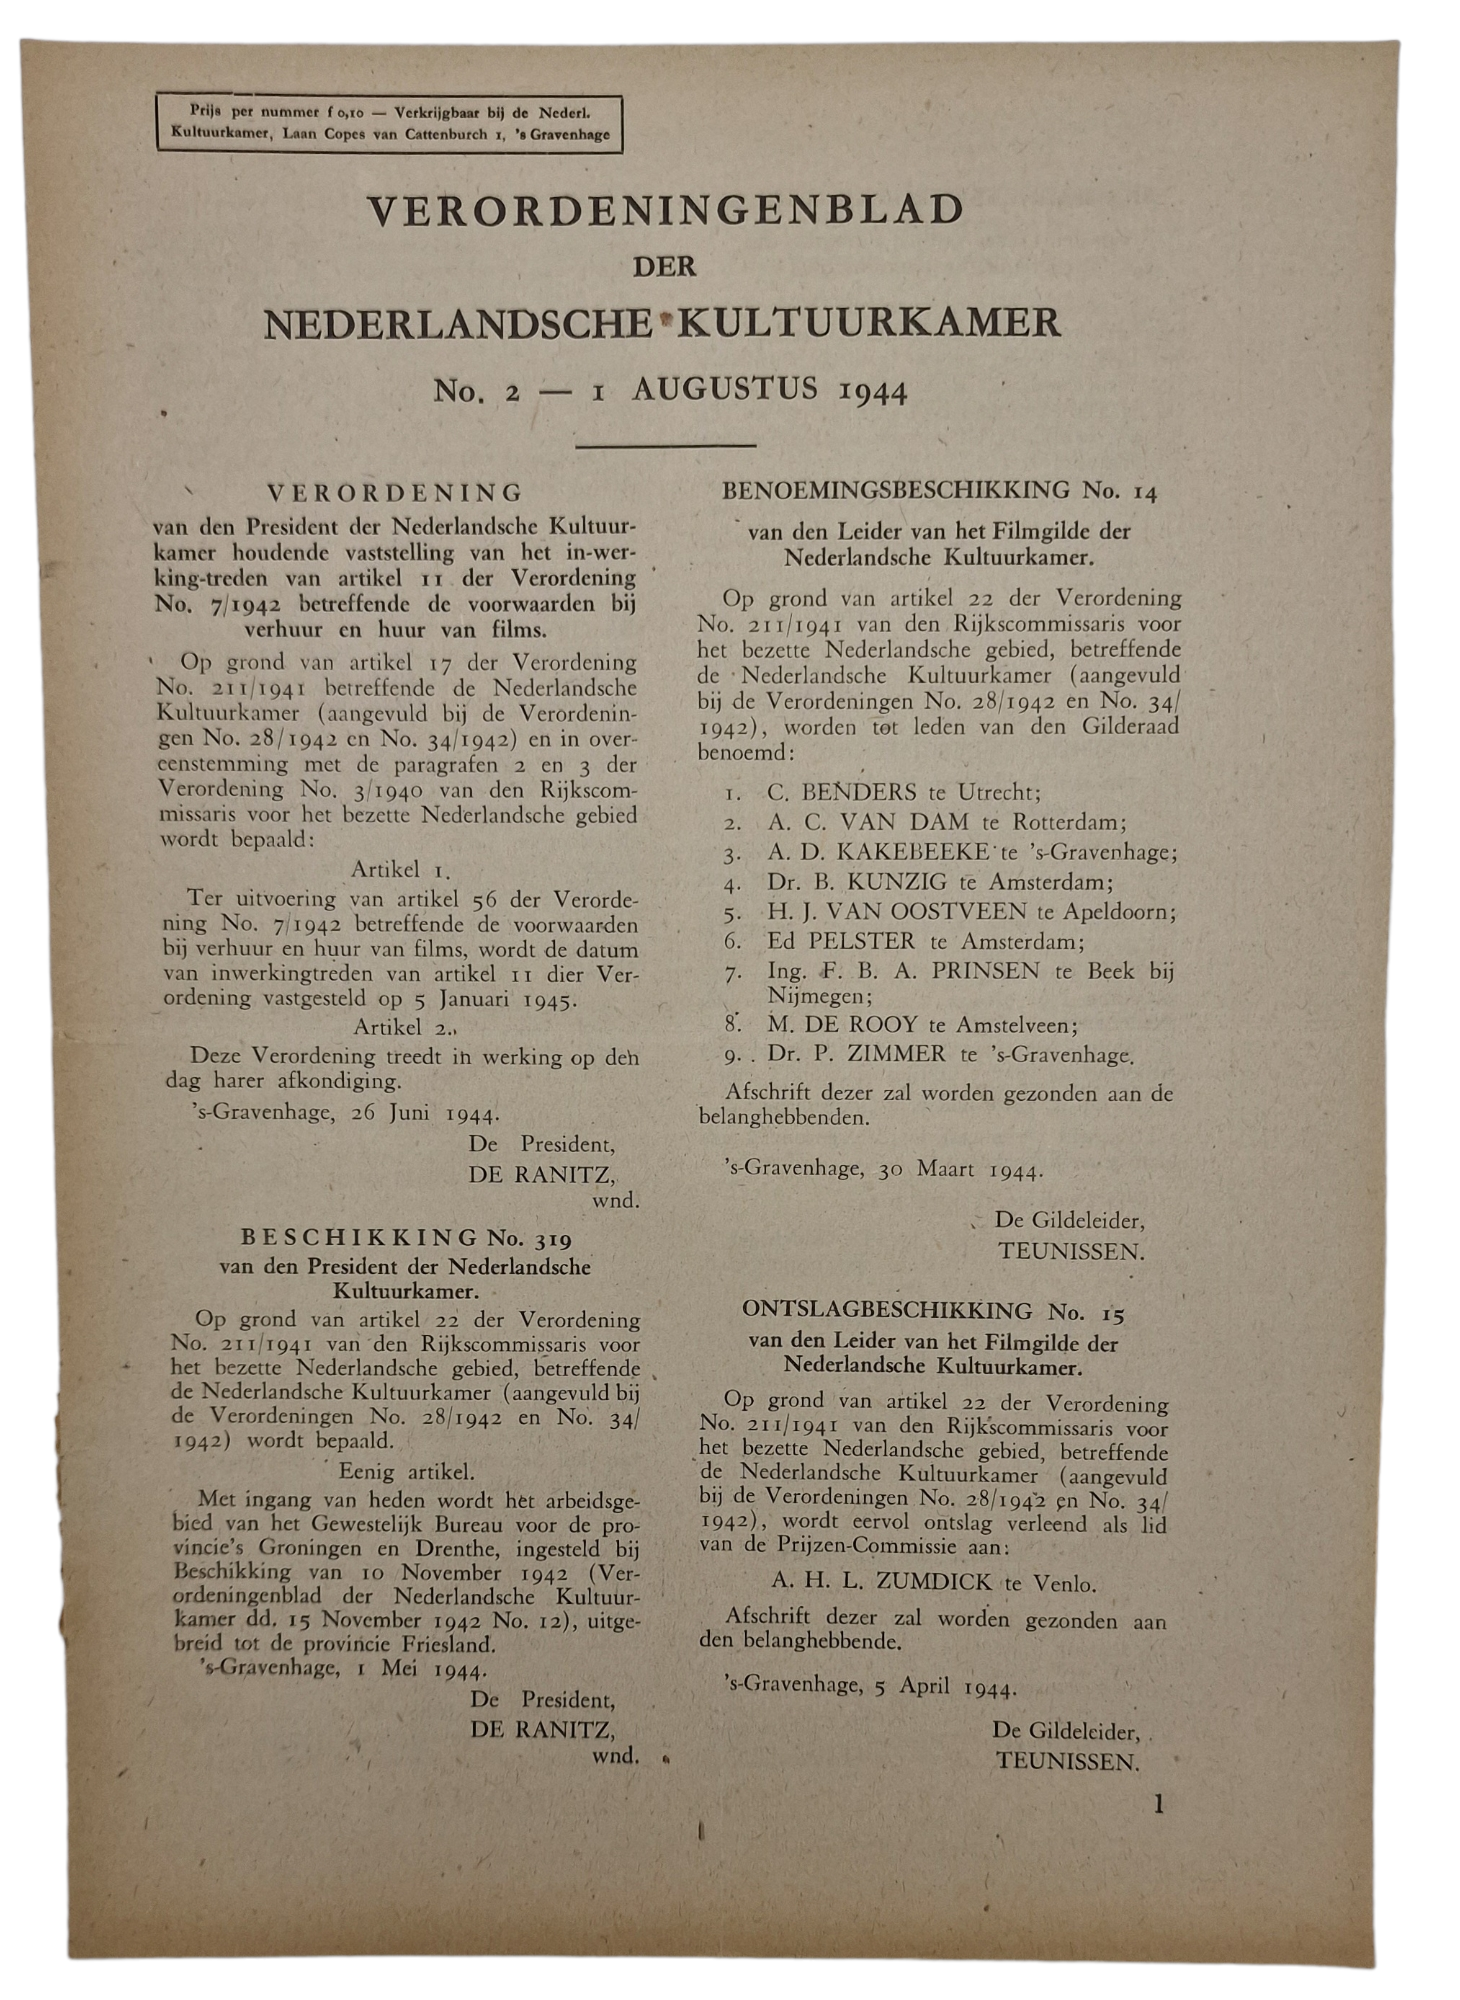 Prijs per nummer f 0,10 — Verkrijgbaar bij de Nederl.
Kultuurkamer, Laan Copes van Cattenburch 1, 's Gravenhage
VERORDENINGENBLAD
DER
NEDERLANDSCHE KULTUURKAMER
No. 2 — 1 AUGUSTUS 1944
VERORDENING
van den President der Nederlandsche Kultuur-
kamer houdende vaststelling van het in-wer-
king-treden van artikel 11 der Verordening
No. 7/1942 betreffende de voorwaarden bij
verhuur en huur van films.
Op grond van artikel 17 der Verordening
No. 211/1941 betreffende de Nederlandsche
Kultuurkamer (aangevuld bij de Verordenin-
gen No. 28/1942 en No. 34/1942) en in over-
eenstemming met de paragrafen 2 en 3 der
Verordening No. 3/1940 van den Rijkscom-
missaris voor het bezette Nederlandsche gebied
wordt bepaald:
Artikel 1.
Ter uitvoering van artikel 56 der Verorde-
ning No. 7/1942 betreffende de voorwaarden
bij verhuur en huur van films, wordt de datum
van inwerkingtreden van artikel 11 dier Ver-
ordening vastgesteld op 5 Januari 1945.
Artikel 2.
Deze Verordening treedt in werking op den
dag harer afkondiging.
's-Gravenhage, 26 Juni 1944.
De President,
DE RANITZ,
wnd.
BESCHIKKING No. 319
van den President der Nederlandsche
Kultuurkamer.
Op grond van artikel 22 der Verordening
No. 211/1941 van den Rijkscommissaris voor
het bezette Nederlandsche gebied, betreffende
de Nederlandsche Kultuurkamer (aangevuld bij
de Verordeningen No. 28/1942 en No. 34/
1942) wordt bepaald.
Eenig artikel.
Met ingang van heden wordt het arbeidsge-
bied van het Gewestelijk Bureau voor de pro-
vincie's Groningen en Drenthe, ingesteld bij
Beschikking van 10 November 1942 (Ver-
ordeningenblad der Nederlandsche Kultuur-
kamer dd. 15 November 1942 No. 12), uitge-
breid tot de provincie Friesland.
's-Gravenhage, 1 Mei 1944.
De President,
DE RANITZ,
wnd.
BENOEMINGSBESCHIKKING No. 14
van den Leider van het Filmgilde der
Nederlandsche Kultuurkamer.
Op grond van artikel 22 der Verordening
No. 211/1941 van den Rijkscommissaris voor
het bezette Nederlandsche gebied, betreffende
de Nederlandsche Kultuurkamer (aangevuld
bij de Verordeningen No. 28/1942 en No. 34/
1942), worden tot leden van den Gilderaad
benoemd:
1. C. BENDERS te Utrecht;
2. A. C. VAN DAM te Rotterdam;
3. A. D. KAKEBEEKE te 's-Gravenhage;
4. Dr. B. KUNZIG te Amsterdam;
5. H. J. VAN OOSTVEEN te Apeldoorn;
6. Ed PELSTER te Amsterdam;
7. Ing. F. B. A. PRINSEN te Beek bij
Nijmegen;
8. M. DE ROOY te Amstelveen;
9. Dr. P. ZIMMER te 's-Gravenhage.
Afschrift dezer zal worden gezonden aan de
belanghebbenden.
's-Gravenhage, 30 Maart 1944.
De Gildeleider,
TEUNISSEN.
ONTSLAGBESCHIKKING No. 15
van den Leider van het Filmgilde der
Nederlandsche Kultuurkamer.
Op grond van artikel 22 der Verordening
No. 211/1941 van den Rijkscommissaris voor
het bezette Nederlandsche gebied, betreffende
de Nederlandsche Kultuurkamer (aangevuld
bij de Verordeningen No. 28/1942 en No. 34/
1942), wordt eervol ontslag verleend als lid
van de Prijzen-Commissie aan:
A. H. L. ZUMDICK te Venlo.
Afschrift dezer zal worden gezonden aan
den belanghebbende.
's-Gravenhage, 5 April 1944.
De Gildeleider,
TEUNISSEN.
1